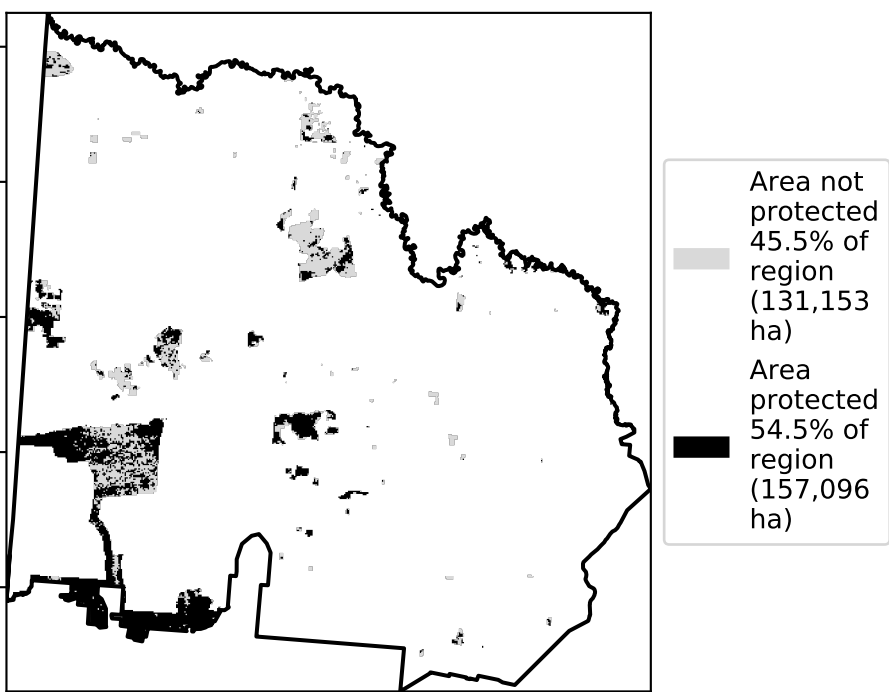 Area not
protected
45.5% of
region
(131,153
ha)
Area
protected
54.5% of
region
(157,096
ha)